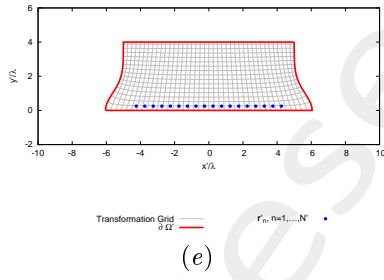 6
4
y'/λ
2
0
-2
-10 -8 -6 -4 -2 0 2 4 6 8 10
x'/λ
Transformation Grid r'n, n=1,...,N'
∂ Ω'
(e)